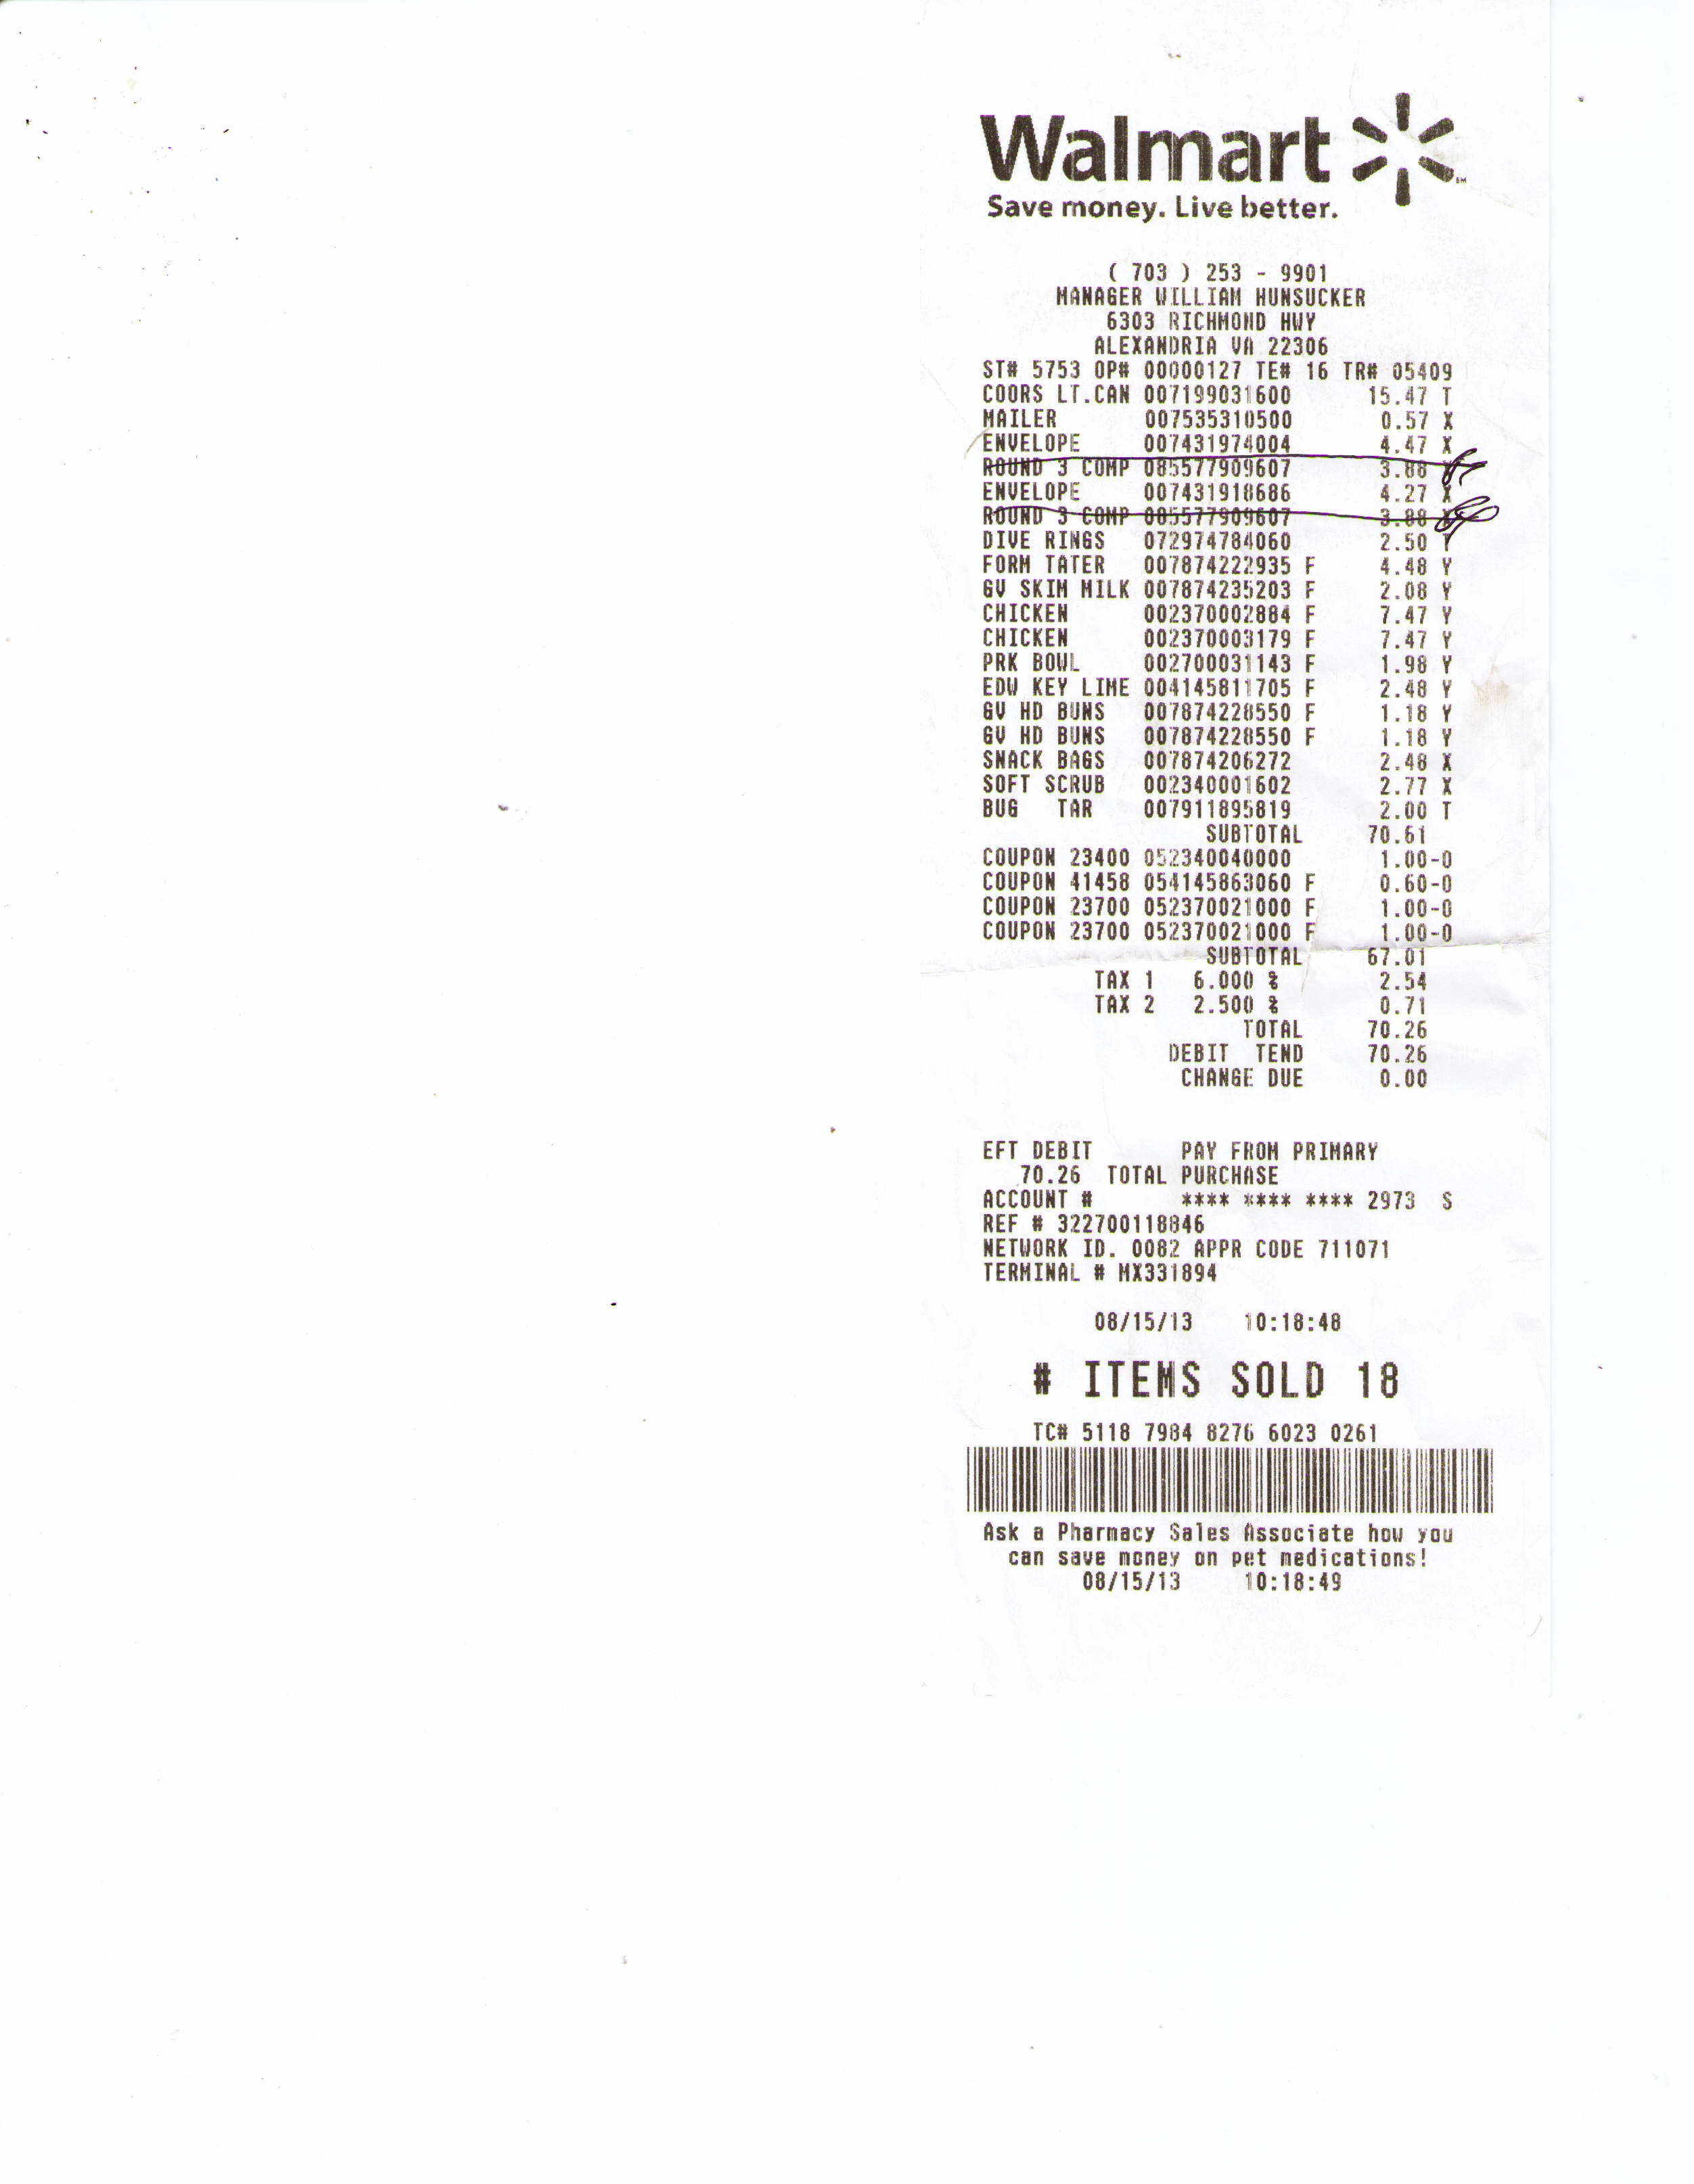 Walmart
Save money. Live better.
( 703 ) 253 - 9901
MANAGER WILLIAM HUNSUCKER
6303 RICHMOND HWY
ALEXANDRIA VA 22306
ST# 5753 OP# 00000127 TE# 16 TR# 05409
COORS LT.CAN 007199031600 15.47 T
MAILER 007535310500 0.57 X
ENVELOPE 007431974004 4.47 X
ROUND 3 COMP 085577909607 3.88
ENVELOPE 007431918686 4.27 X
ROUND 3 COMP 085577909607 3.88
DIVE RINGS 072974784060 2.50 T
FORM TATER 007874222935 F 4.48 Y
GV SKIM MILK 007874235203 F 2.08 Y
CHICKEN 002370002884 F 7.47 Y
CHICKEN 002370003179 F 7.47 Y
PRK BOWL 002700031143 F 1.98 Y
EDW KEY LIME 004145811705 F 2.48 Y
GV HD BUNS 007874228550 F 1.18 Y
GV HD BUNS 007874228550 F 1.18 Y
SNACK BAGS 007874206272 2.48 X
SOFT SCRUB 002340001602 2.77 X
BUG TAR 007911895819 2.00 T
SUBTOTAL 70.61
COUPON 23400 052340040000 1.00-O
COUPON 41458 054145863060 F 0.60-O
COUPON 23700 052370021000 F 1.00-O
COUPON 23700 052370021000 F 1.00-O
SUBTOTAL 67.01
TAX 1 6.000 % 2.54
TAX 2 2.500 % 0.71
TOTAL 70.26
DEBIT TEND 70.26
CHANGE DUE 0.00
EFT DEBIT PAY FROM PRIMARY
70.26 TOTAL PURCHASE
ACCOUNT # **** **** **** 2973 S
REF # 322700118846
NETWORK ID. 0082 APPR CODE 711071
TERMINAL # MX331894
08/15/13 10:18:48
# ITEMS SOLD 18
TC# 5118 7984 8276 6023 0261
Ask a Pharmacy Sales Associate how you
can save money on pet medications!
08/15/13 10:18:49